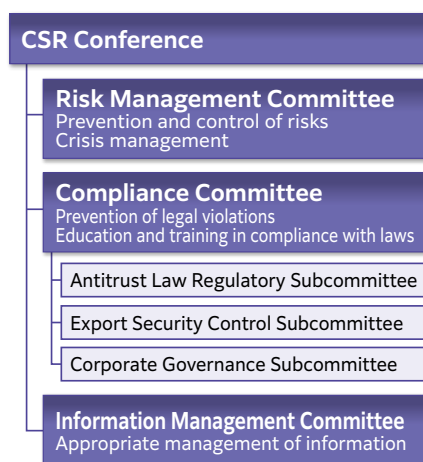 CSR Conference
Risk Management Committee
Prevention and control of risks
Crisis management
Compliance Committee
Prevention of legal violations
Education and training in compliance with laws
Antitrust Law Regulatory Subcommittee
Export Security Control Subcommittee
Corporate Governance Subcommittee
Information Management Committee
Appropriate management of information